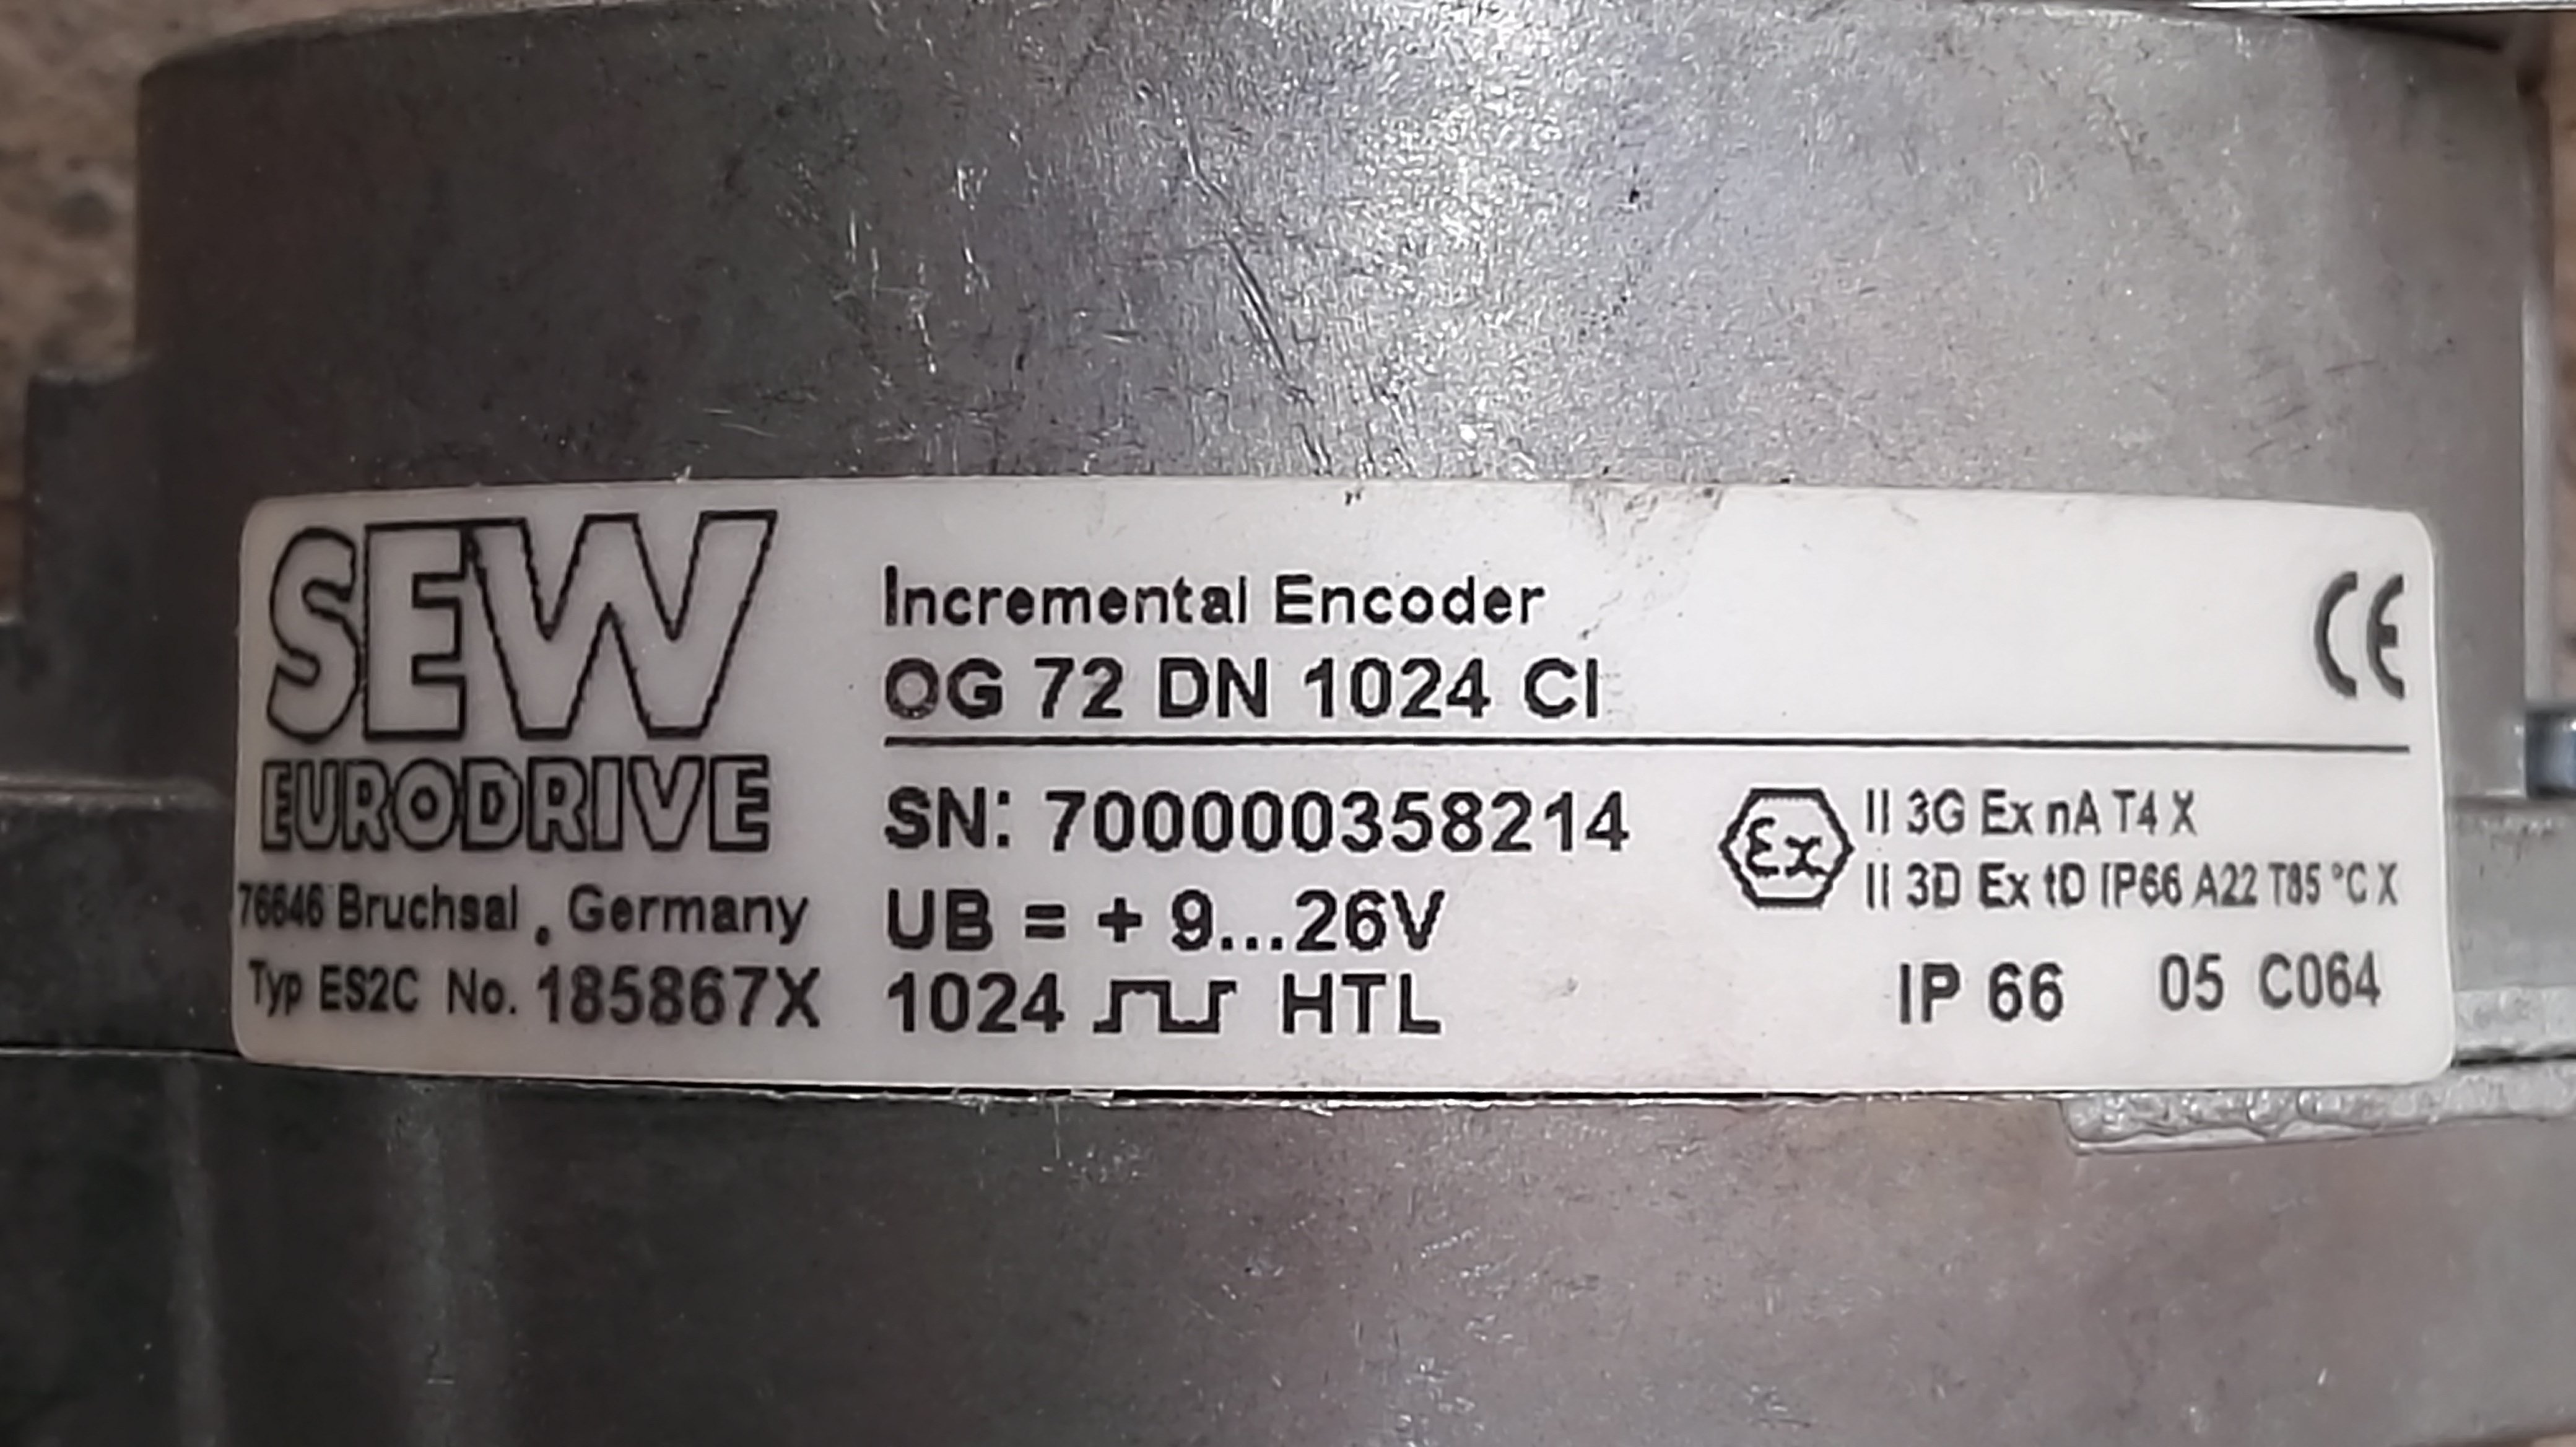 SEW
EURODRIVE
76646 Bruchsal . Germany
Typ ES2C No. 185867X
Incremental Encoder
OG 72 DN 1024 CI
CE
SN: 700000358214
UB = + 9...26V
1024 HTL
Ex
II 3G Ex nA T4 X
II 3D Ex tD IP66 A22 T85 °C X
IP 66 05 C064